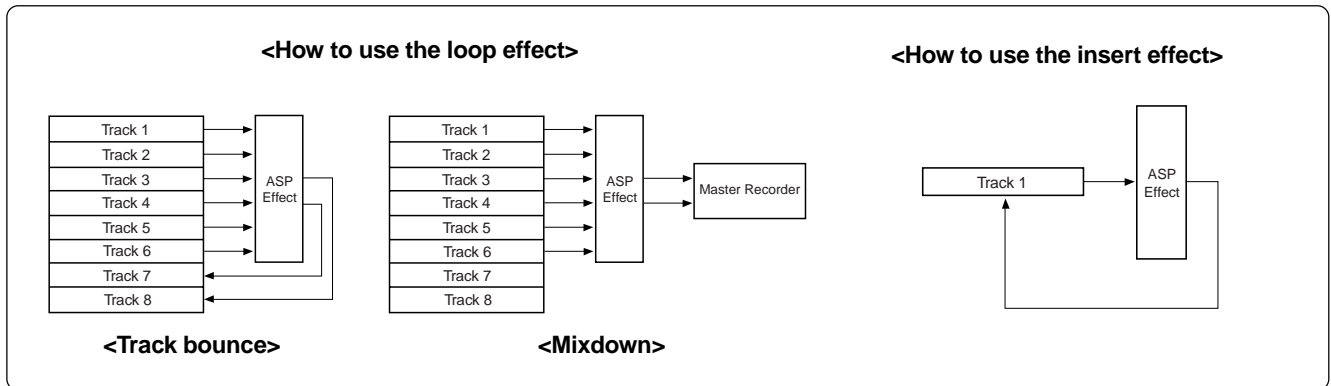 <How to use the loop effect>
<How to use the insert effect>
Track 1
Track 2
Track 3
Track 4
Track 5
Track 6
Track 7
Track 8
ASP
Effect
<Track bounce>
Track 1
Track 2
Track 3
Track 4
Track 5
Track 6
Track 7
Track 8
ASP
Effect
Master Recorder
<Mixdown>
Track 1
ASP
Effect